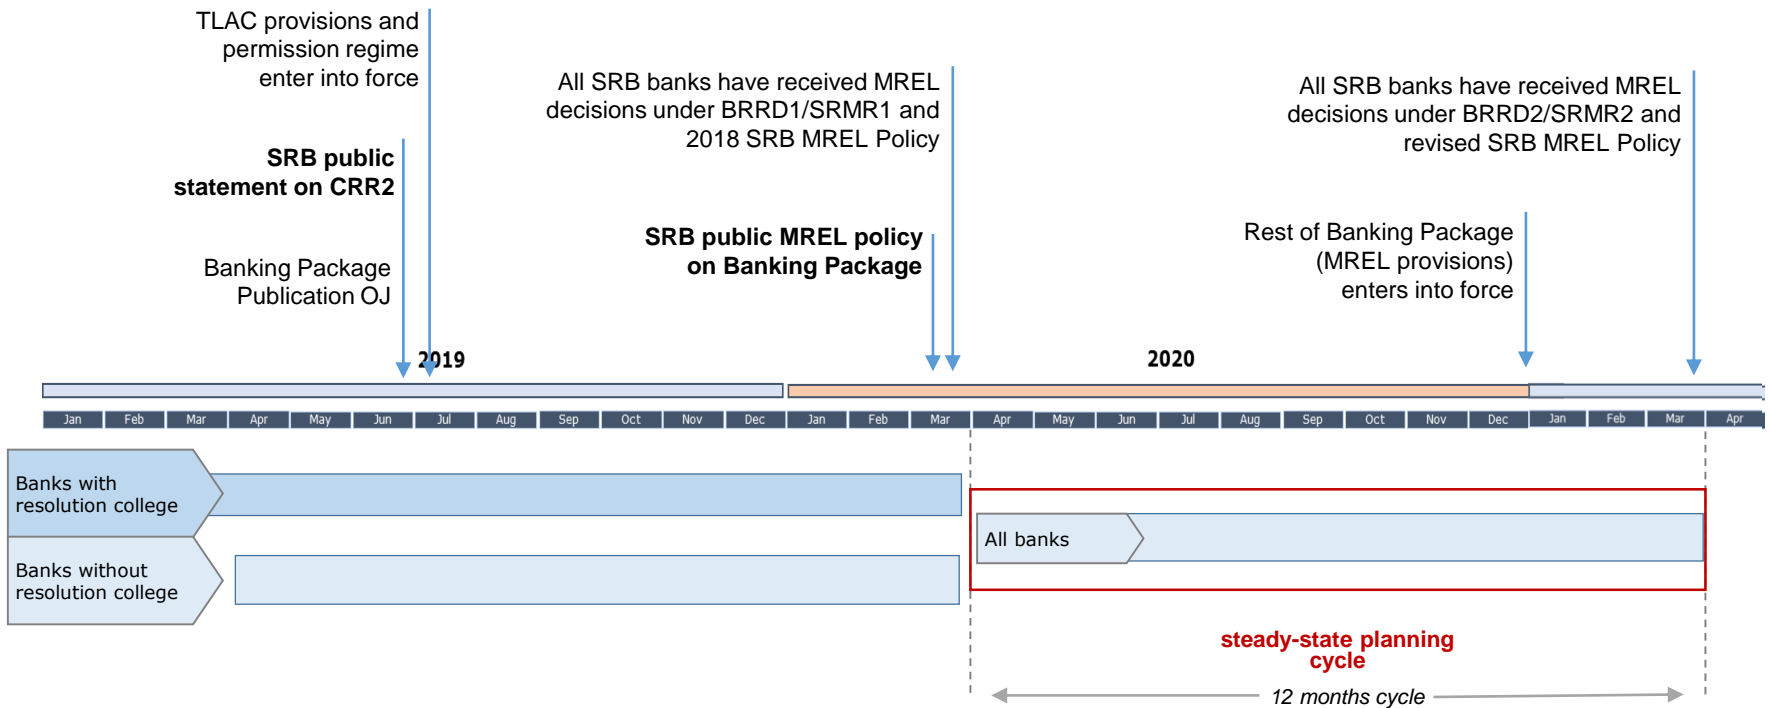 TLAC provisions and
permission regime
enter into force
SRB public
statement on CRR2
Banking Package
Publication OJ
All SRB banks have received MREL
decisions under BRRD1/SRMR1 and
2018 SRB MREL Policy
SRB public MREL policy
on Banking Package
All SRB banks have received MREL
decisions under BRRD2/SRMR2 and
revised SRB MREL Policy
Rest of Banking Package
(MREL provisions)
enters into force
2019
2020
Jan Feb Mar Apr May Jun Jul Aug Sep Oct Nov Dec Jan Feb Mar Apr May Jun Jul Aug Sep Oct Nov Dec Jan Feb Mar Apr
Banks with
resolution college
Banks without
resolution college
All banks
steady-state planning
cycle
12 months cycle